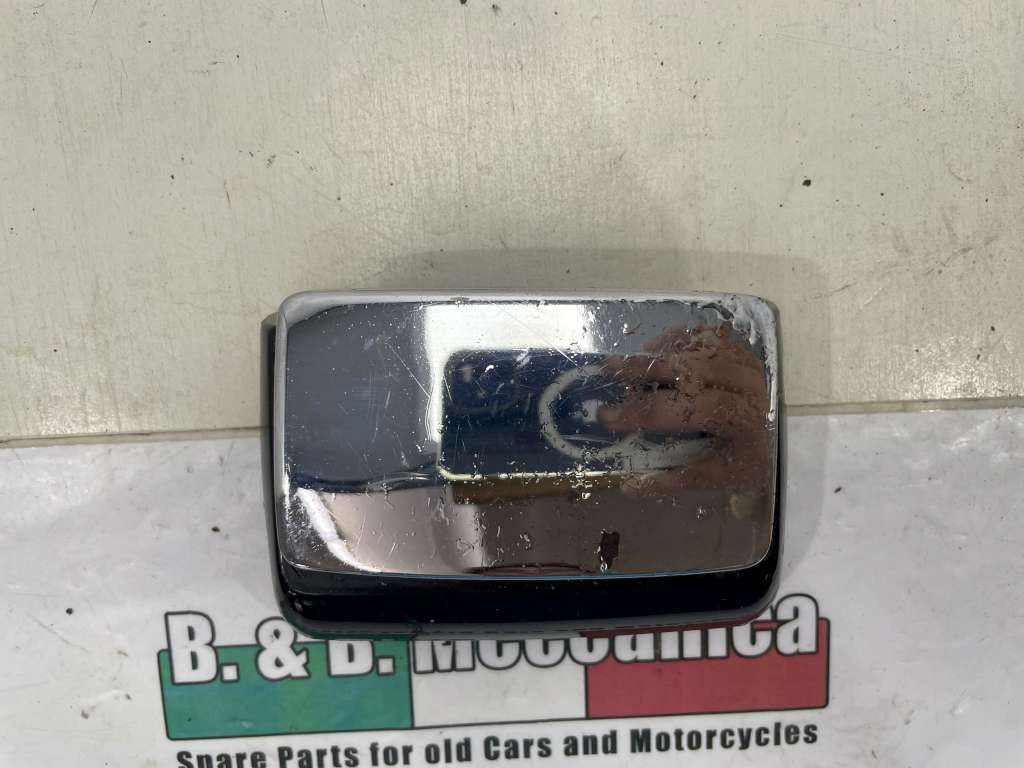 B. & B. Meccanica
Spare Parts for old Cars and Motorcycles